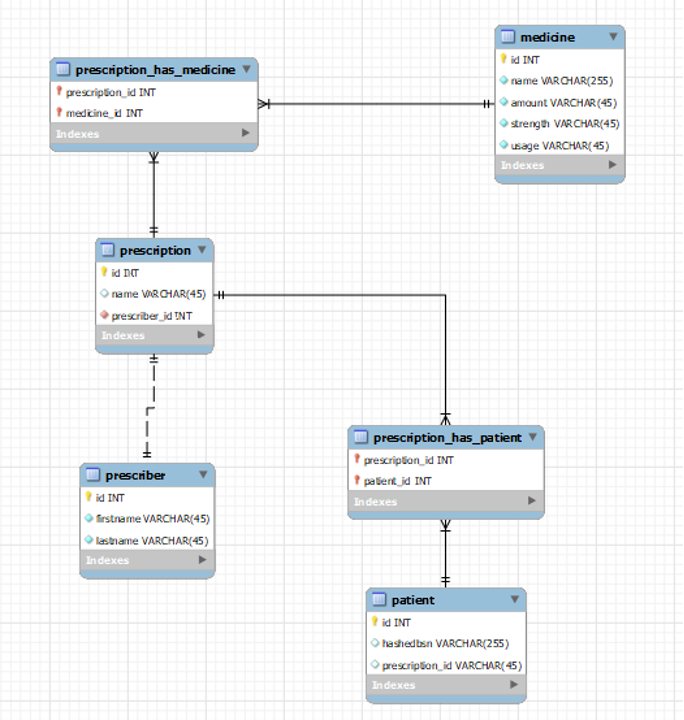 medicine
id INT
name VARCHAR(255)
amount VARCHAR(45)
strength VARCHAR(45)
usage VARCHAR(45)
Indexes
prescription_has_medicine
prescription_id INT
medicine_id INT
Indexes
prescription
id INT
name VARCHAR(45)
prescriber_id INT
Indexes
prescription_has_patient
prescription_id INT
patient_id INT
Indexes
prescriber
id INT
firstname VARCHAR(45)
lastname VARCHAR(45)
Indexes
patient
id INT
hashedbsn VARCHAR(255)
prescription_id VARCHAR(45)
Indexes